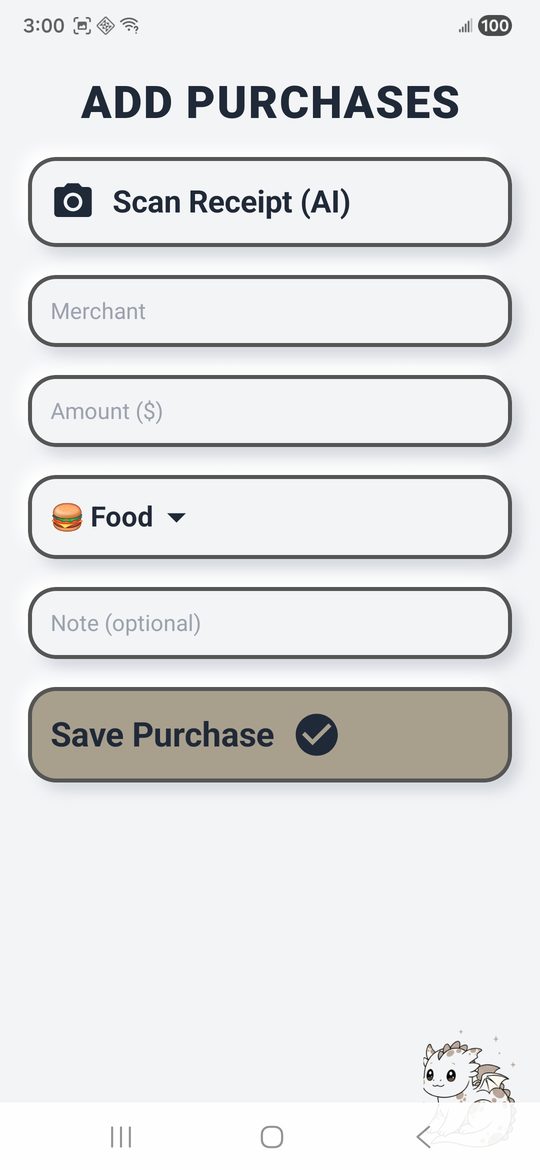 3:00
100
ADD PURCHASES
Scan Receipt (AI)
Merchant
Amount ($)
🍔 Food
Note (optional)
Save Purchase